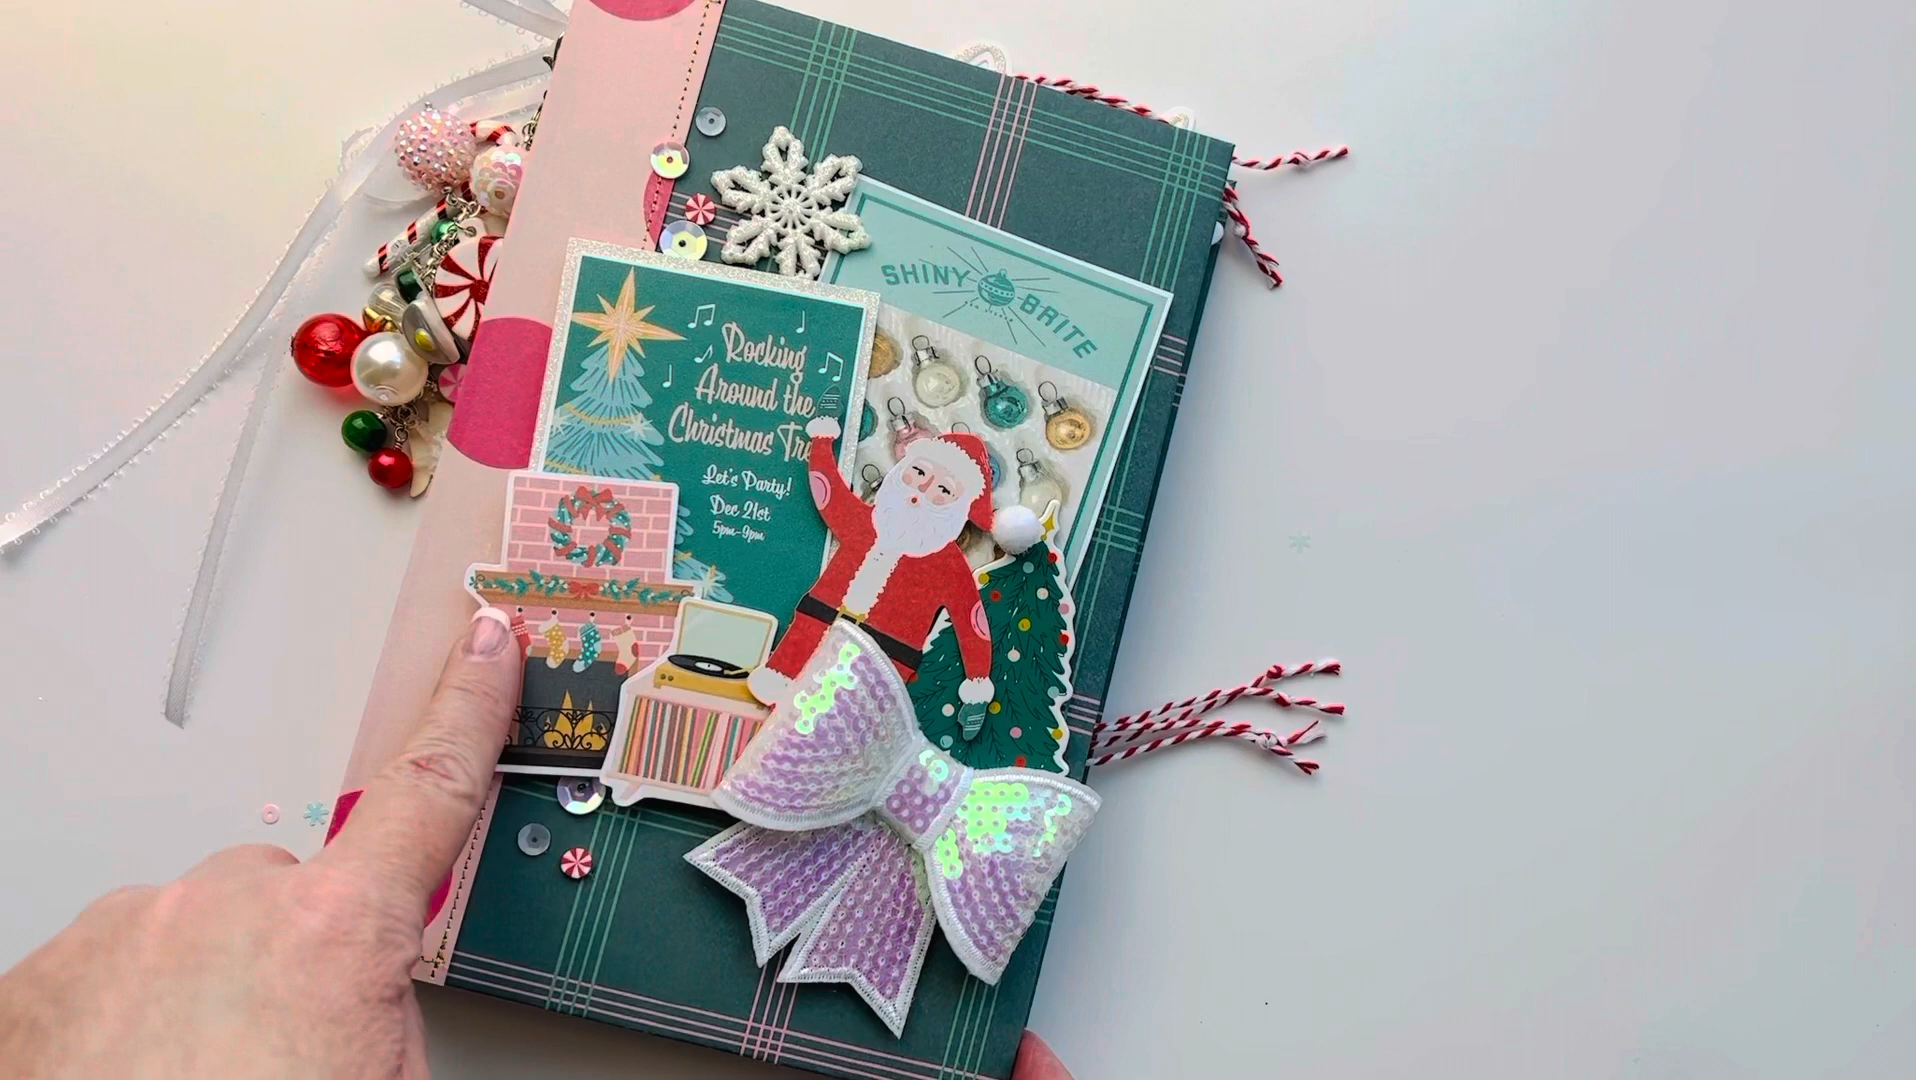 SHINY BRITE
Rocking
Around the
Christmas Tre
Let's Party!
Dec 21st
5pm-9pm